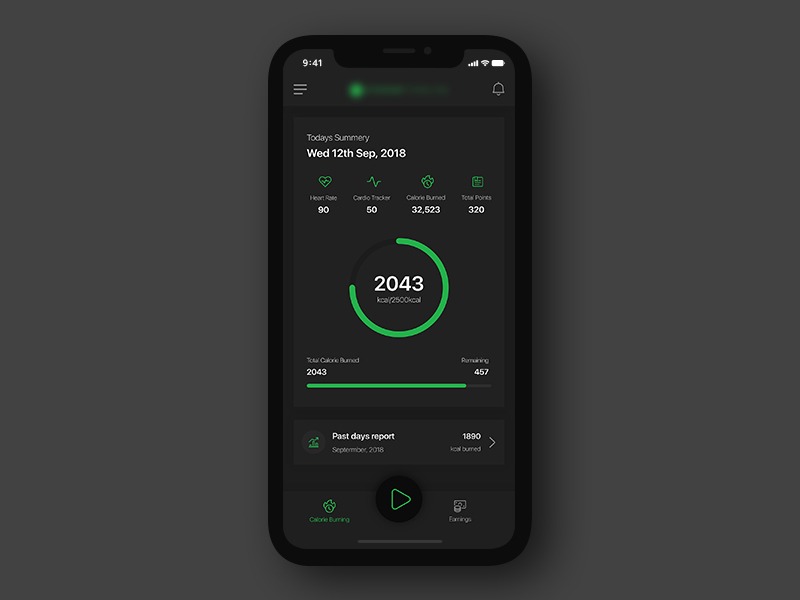 9:41
Todays Summery
Wed 12th Sep, 2018
Heart Rate Cardio Tracker Calorie Burned Total Points
90 50 32,523 320
2043
kcal/2500kcal
Total Calorie Burned Remaining
2043 457
Past days report 1890
Septermber, 2018 kcal burned
Calorie Burning Earnings